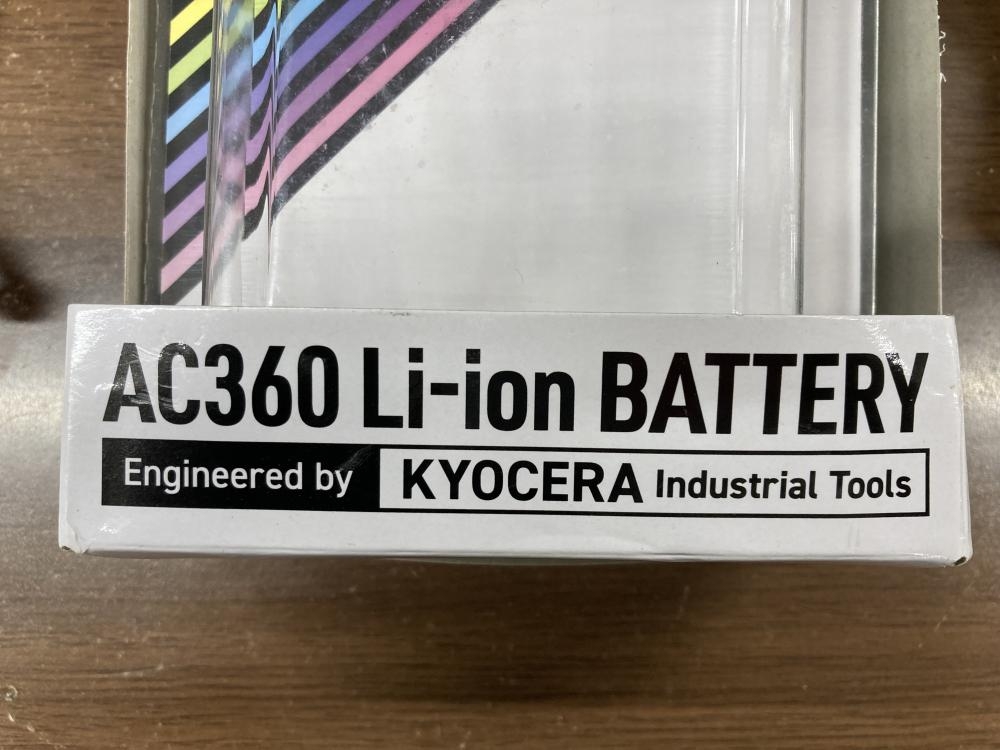 AC360 Li-ion BATTERY
Engineered by KYOCERA Industrial Tools